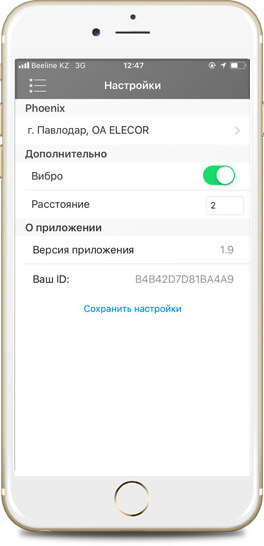 Beeline KZ 3G 12:47
Настройки
Phoenix
г. Павлодар, ОА ELECOR
Дополнительно
Вибро
Расстояние 2
О приложении
Версия приложения 1.9
Ваш ID: B4B42D7D81BA4A9
Сохранить настройки